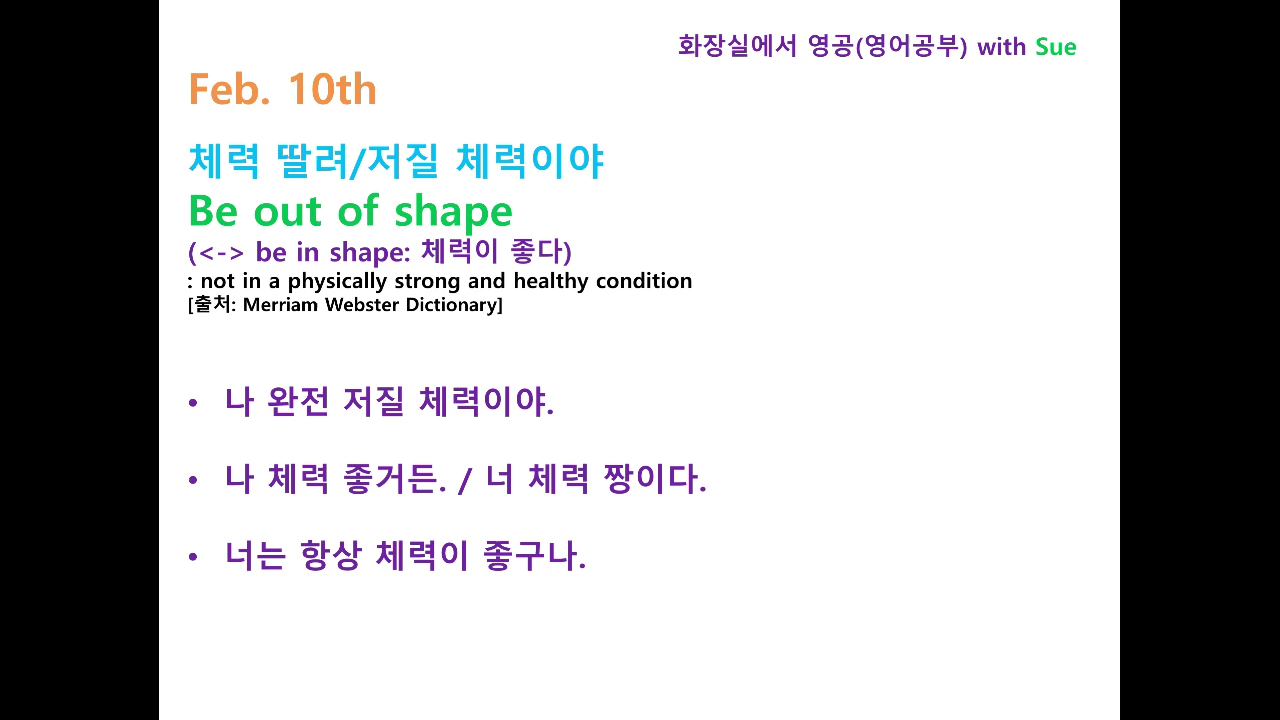 화장실에서 영공(영어공부) with Sue
Feb. 10th
체력 딸려/저질 체력이야
Be out of shape
(<-> be in shape: 체력이 좋다)
: not in a physically strong and healthy condition
[출처: Merriam Webster Dictionary]
• 나 완전 저질 체력이야.
• 나 체력 좋거든. / 너 체력 짱이다.
• 너는 항상 체력이 좋구나.